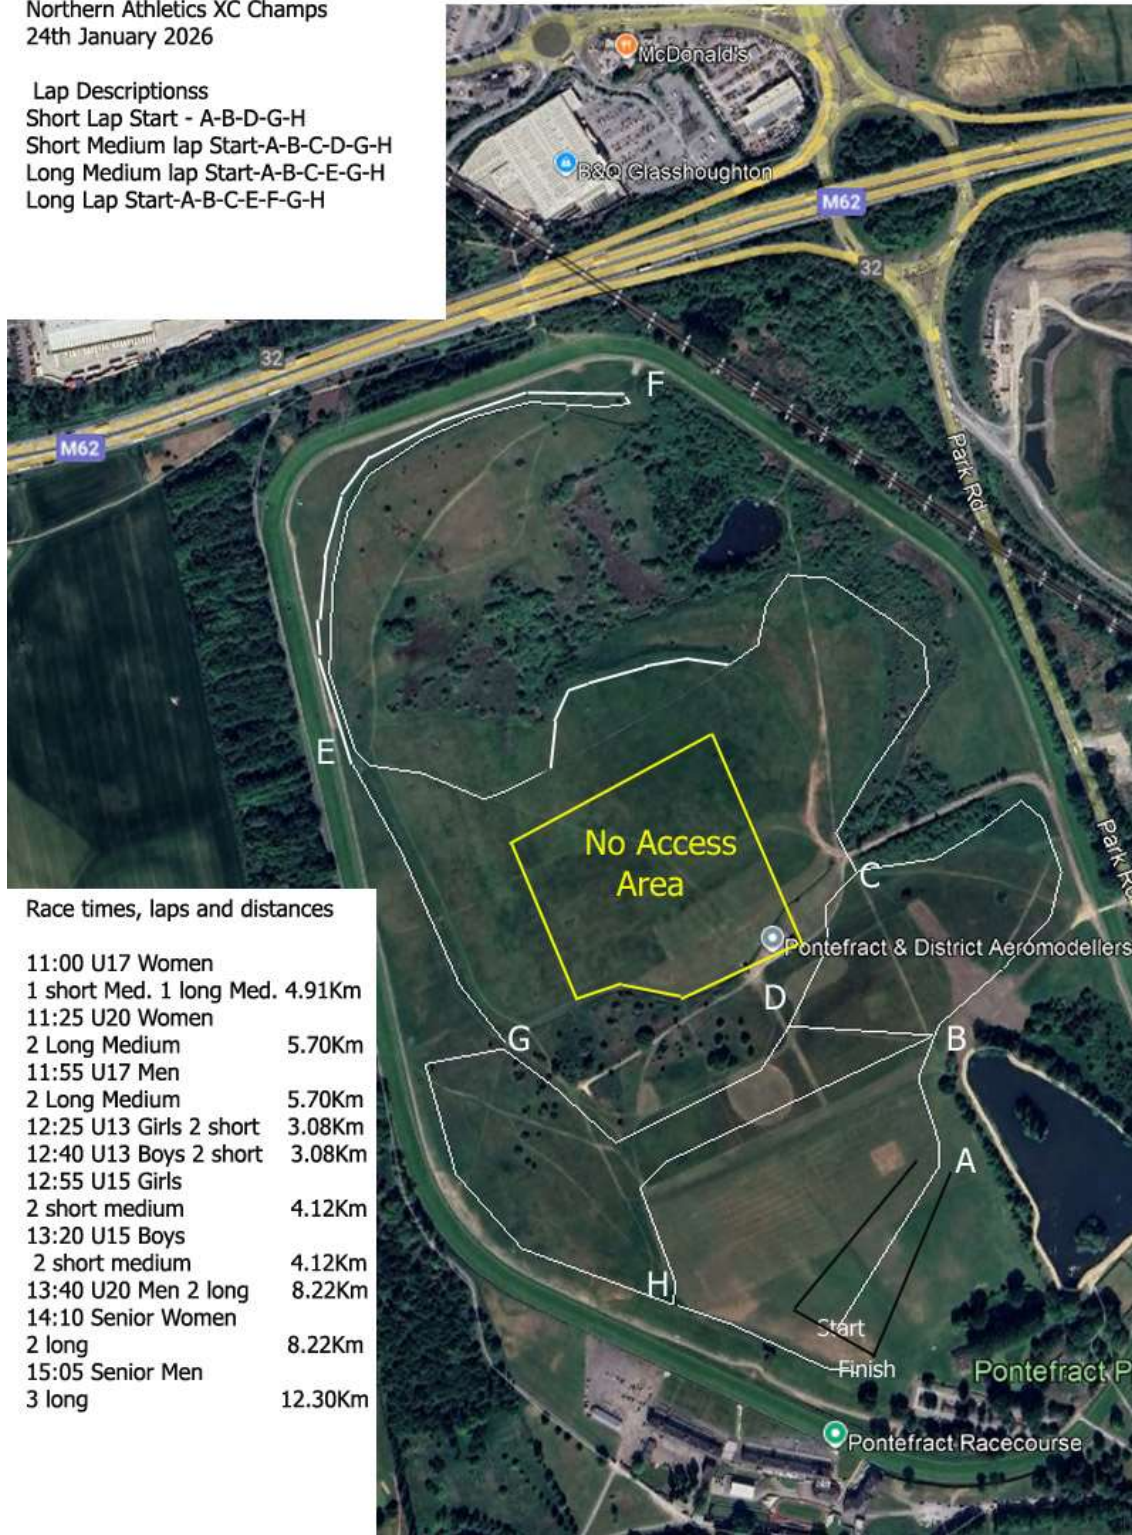 Northern Athletics XC Champs
24th January 2026
Lap Descriptionss
Short Lap Start - A-B-D-G-H
Short Medium lap Start-A-B-C-D-G-H
Long Medium lap Start-A-B-C-E-G-H
Long Lap Start-A-B-C-E-F-G-H
McDonald's
B&Q Glasshoughton
M62
32
32
M62
F
Park Rd
E
No Access
Area
Park Rd
C
Pontefract & District Aeromodellers
D
G
B
A
H
Start
Finish
Pontefract P
Pontefract Racecourse
Race times, laps and distances
11:00 U17 Women
1 short Med. 1 long Med. 4.91Km
11:25 U20 Women
2 Long Medium 5.70Km
11:55 U17 Men
2 Long Medium 5.70Km
12:25 U13 Girls 2 short 3.08Km
12:40 U13 Boys 2 short 3.08Km
12:55 U15 Girls
2 short medium 4.12Km
13:20 U15 Boys
2 short medium 4.12Km
13:40 U20 Men 2 long 8.22Km
14:10 Senior Women
2 long 8.22Km
15:05 Senior Men
3 long 12.30Km